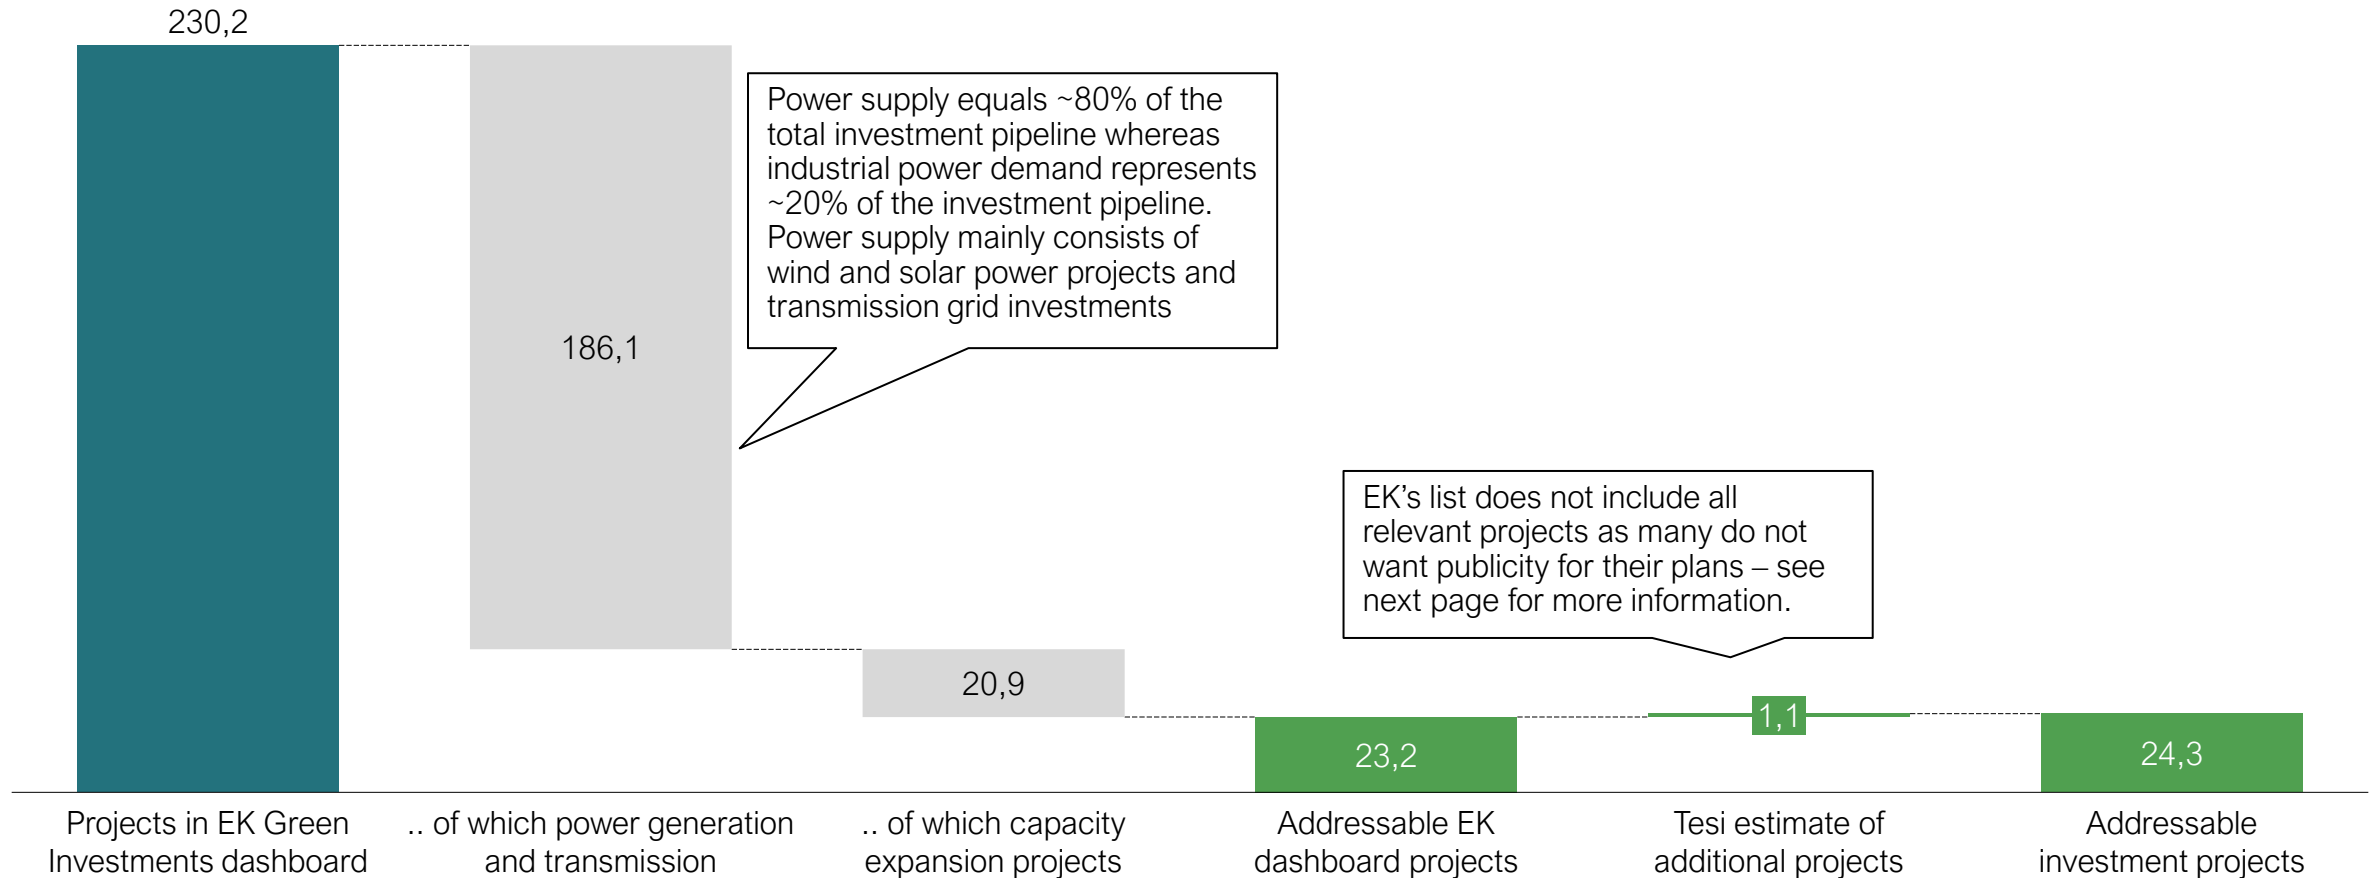 230,2
Power supply equals ~80% of the
total investment pipeline whereas
industrial power demand represents
~20% of the investment pipeline.
Power supply mainly consists of
wind and solar power projects and
transmission grid investments
186,1
EK’s list does not include all
relevant projects as many do not
want publicity for their plans – see
next page for more information.
20,9
1,1
23,2
24,3
Projects in EK Green
Investments dashboard
.. of which power generation
and transmission
.. of which capacity
expansion projects
Addressable EK
dashboard projects
Tesi estimate of
additional projects
Addressable
investment projects